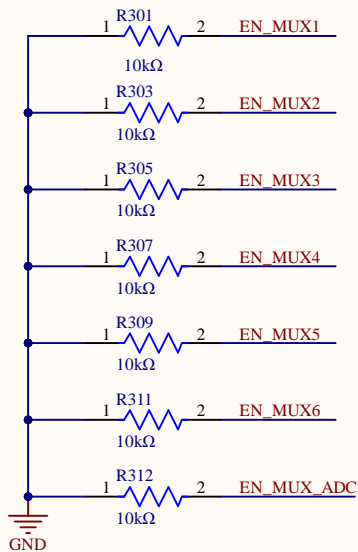 R301
1 2 EN_MUX1
10kΩ
R303
1 2 EN_MUX2
10kΩ
R305
1 2 EN_MUX3
10kΩ
R307
1 2 EN_MUX4
10kΩ
R309
1 2 EN_MUX5
10kΩ
R311
1 2 EN_MUX6
10kΩ
R312
1 2 EN_MUX_ADC
10kΩ
GND